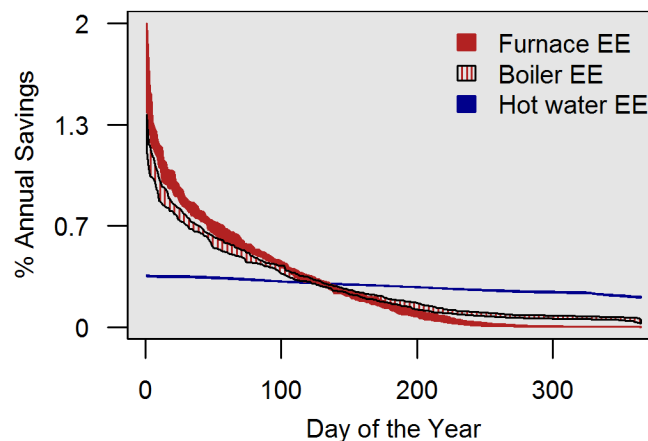 2
1.3
0.7
0
% Annual Savings
Furnace EE
Boiler EE
Hot water EE
0 100 200 300
Day of the Year